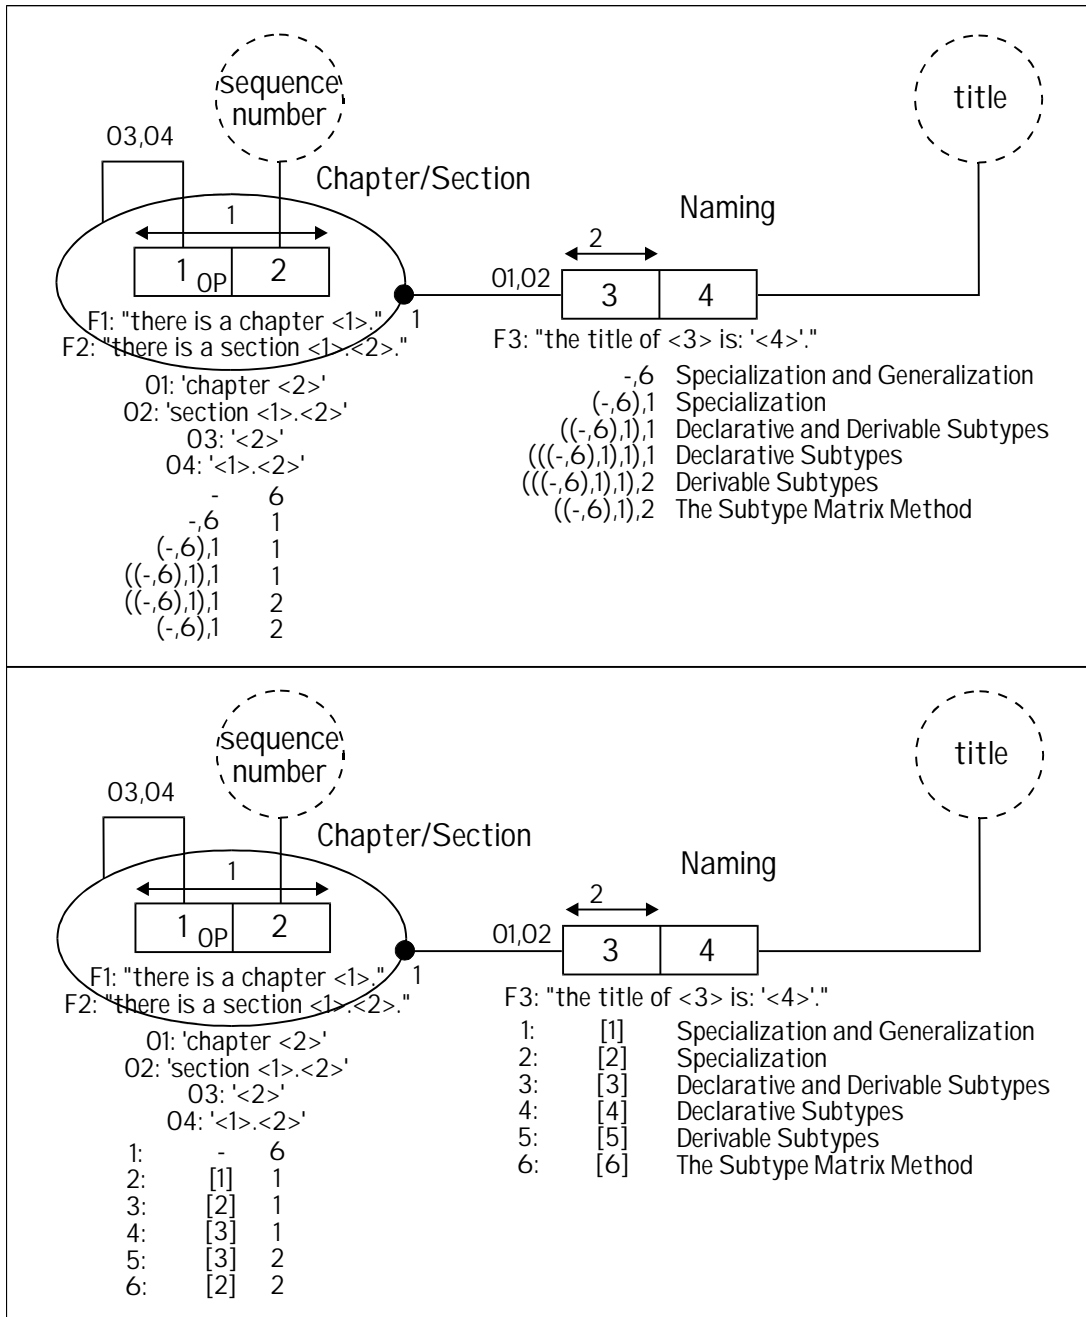 sequence
number
title
O3,O4
Chapter/Section
Naming
1
2
1 OP 2
O1,O2
3 4
F1: "there is a chapter <1>."
1
F2: "there is a section <1>.<2>."
F3: "the title of <3> is: '<4>'."
O1: 'chapter <2>'
O2: 'section <1>.<2>'
O3: '<2>'
O4: '<1>.<2>'
- 6
-,6 1
(-,6),1 1
((-,6),1),1 1
((-,6),1),1 2
(-,6),1 2
-,6 Specialization and Generalization
(-,6),1 Specialization
((-,6),1),1 Declarative and Derivable Subtypes
(((-,6),1),1),1 Declarative Subtypes
(((-,6),1),1),2 Derivable Subtypes
((-,6),1),2 The Subtype Matrix Method
sequence
number
title
O3,O4
Chapter/Section
Naming
1
2
1 OP 2
O1,O2
3 4
F1: "there is a chapter <1>."
1
F2: "there is a section <1>.<2>."
F3: "the title of <3> is: '<4>'."
O1: 'chapter <2>'
O2: 'section <1>.<2>'
O3: '<2>'
O4: '<1>.<2>'
1: - 6
2: [1] 1
3: [2] 1
4: [3] 1
5: [3] 2
6: [2] 2
1: [1] Specialization and Generalization
2: [2] Specialization
3: [3] Declarative and Derivable Subtypes
4: [4] Declarative Subtypes
5: [5] Derivable Subtypes
6: [6] The Subtype Matrix Method